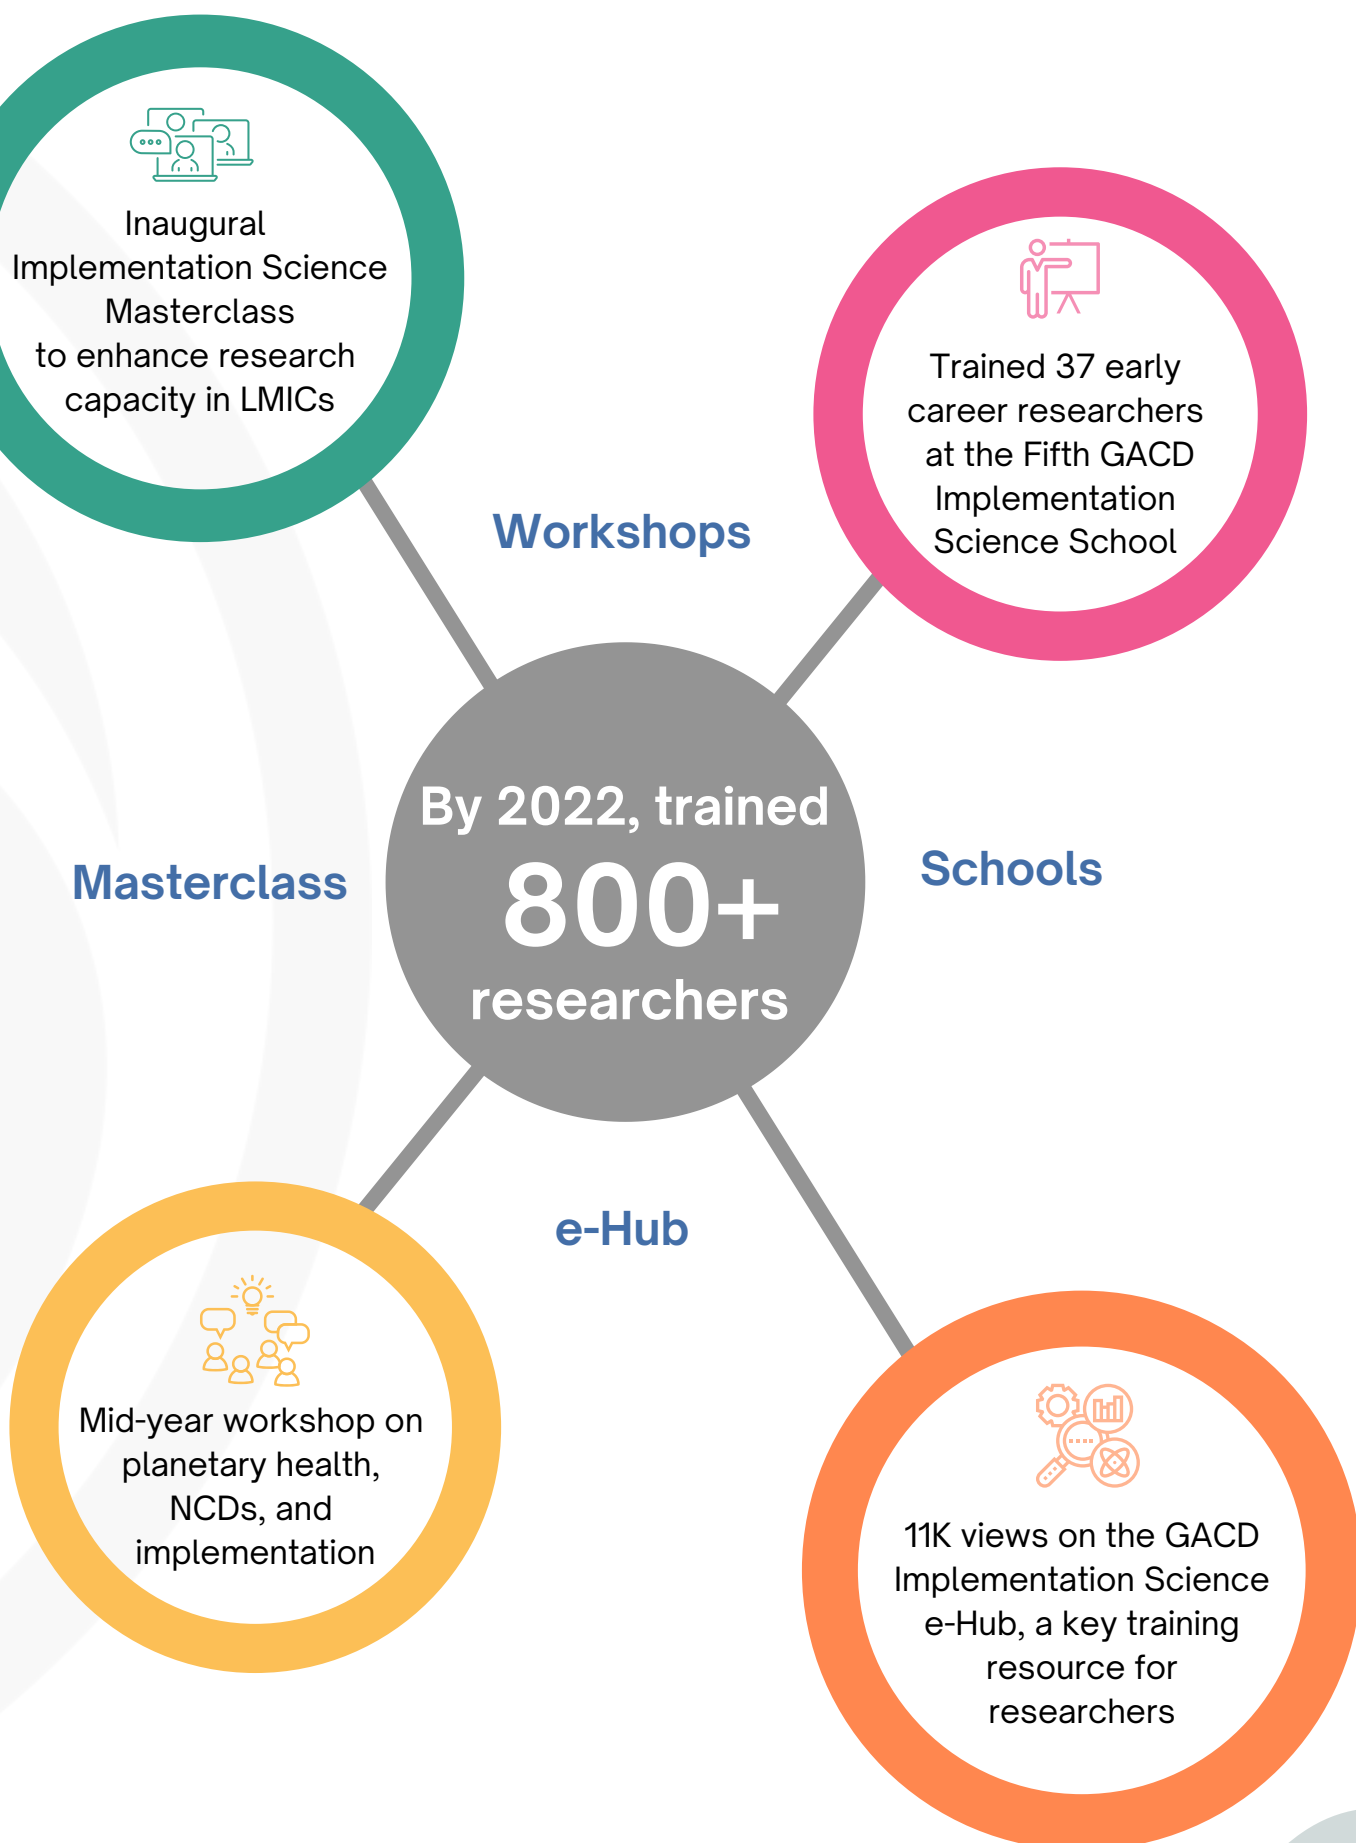 Inaugural
Implementation Science
Masterclass
to enhance research
capacity in LMICs
Trained 37 early
career researchers
at the Fifth GACD
Implementation
Science School
Workshops
By 2022, trained
800+
researchers
Masterclass
Schools
e-Hub
Mid-year workshop on
planetary health,
NCDs, and
implementation
11K views on the GACD
Implementation Science
e-Hub, a key training
resource for
researchers